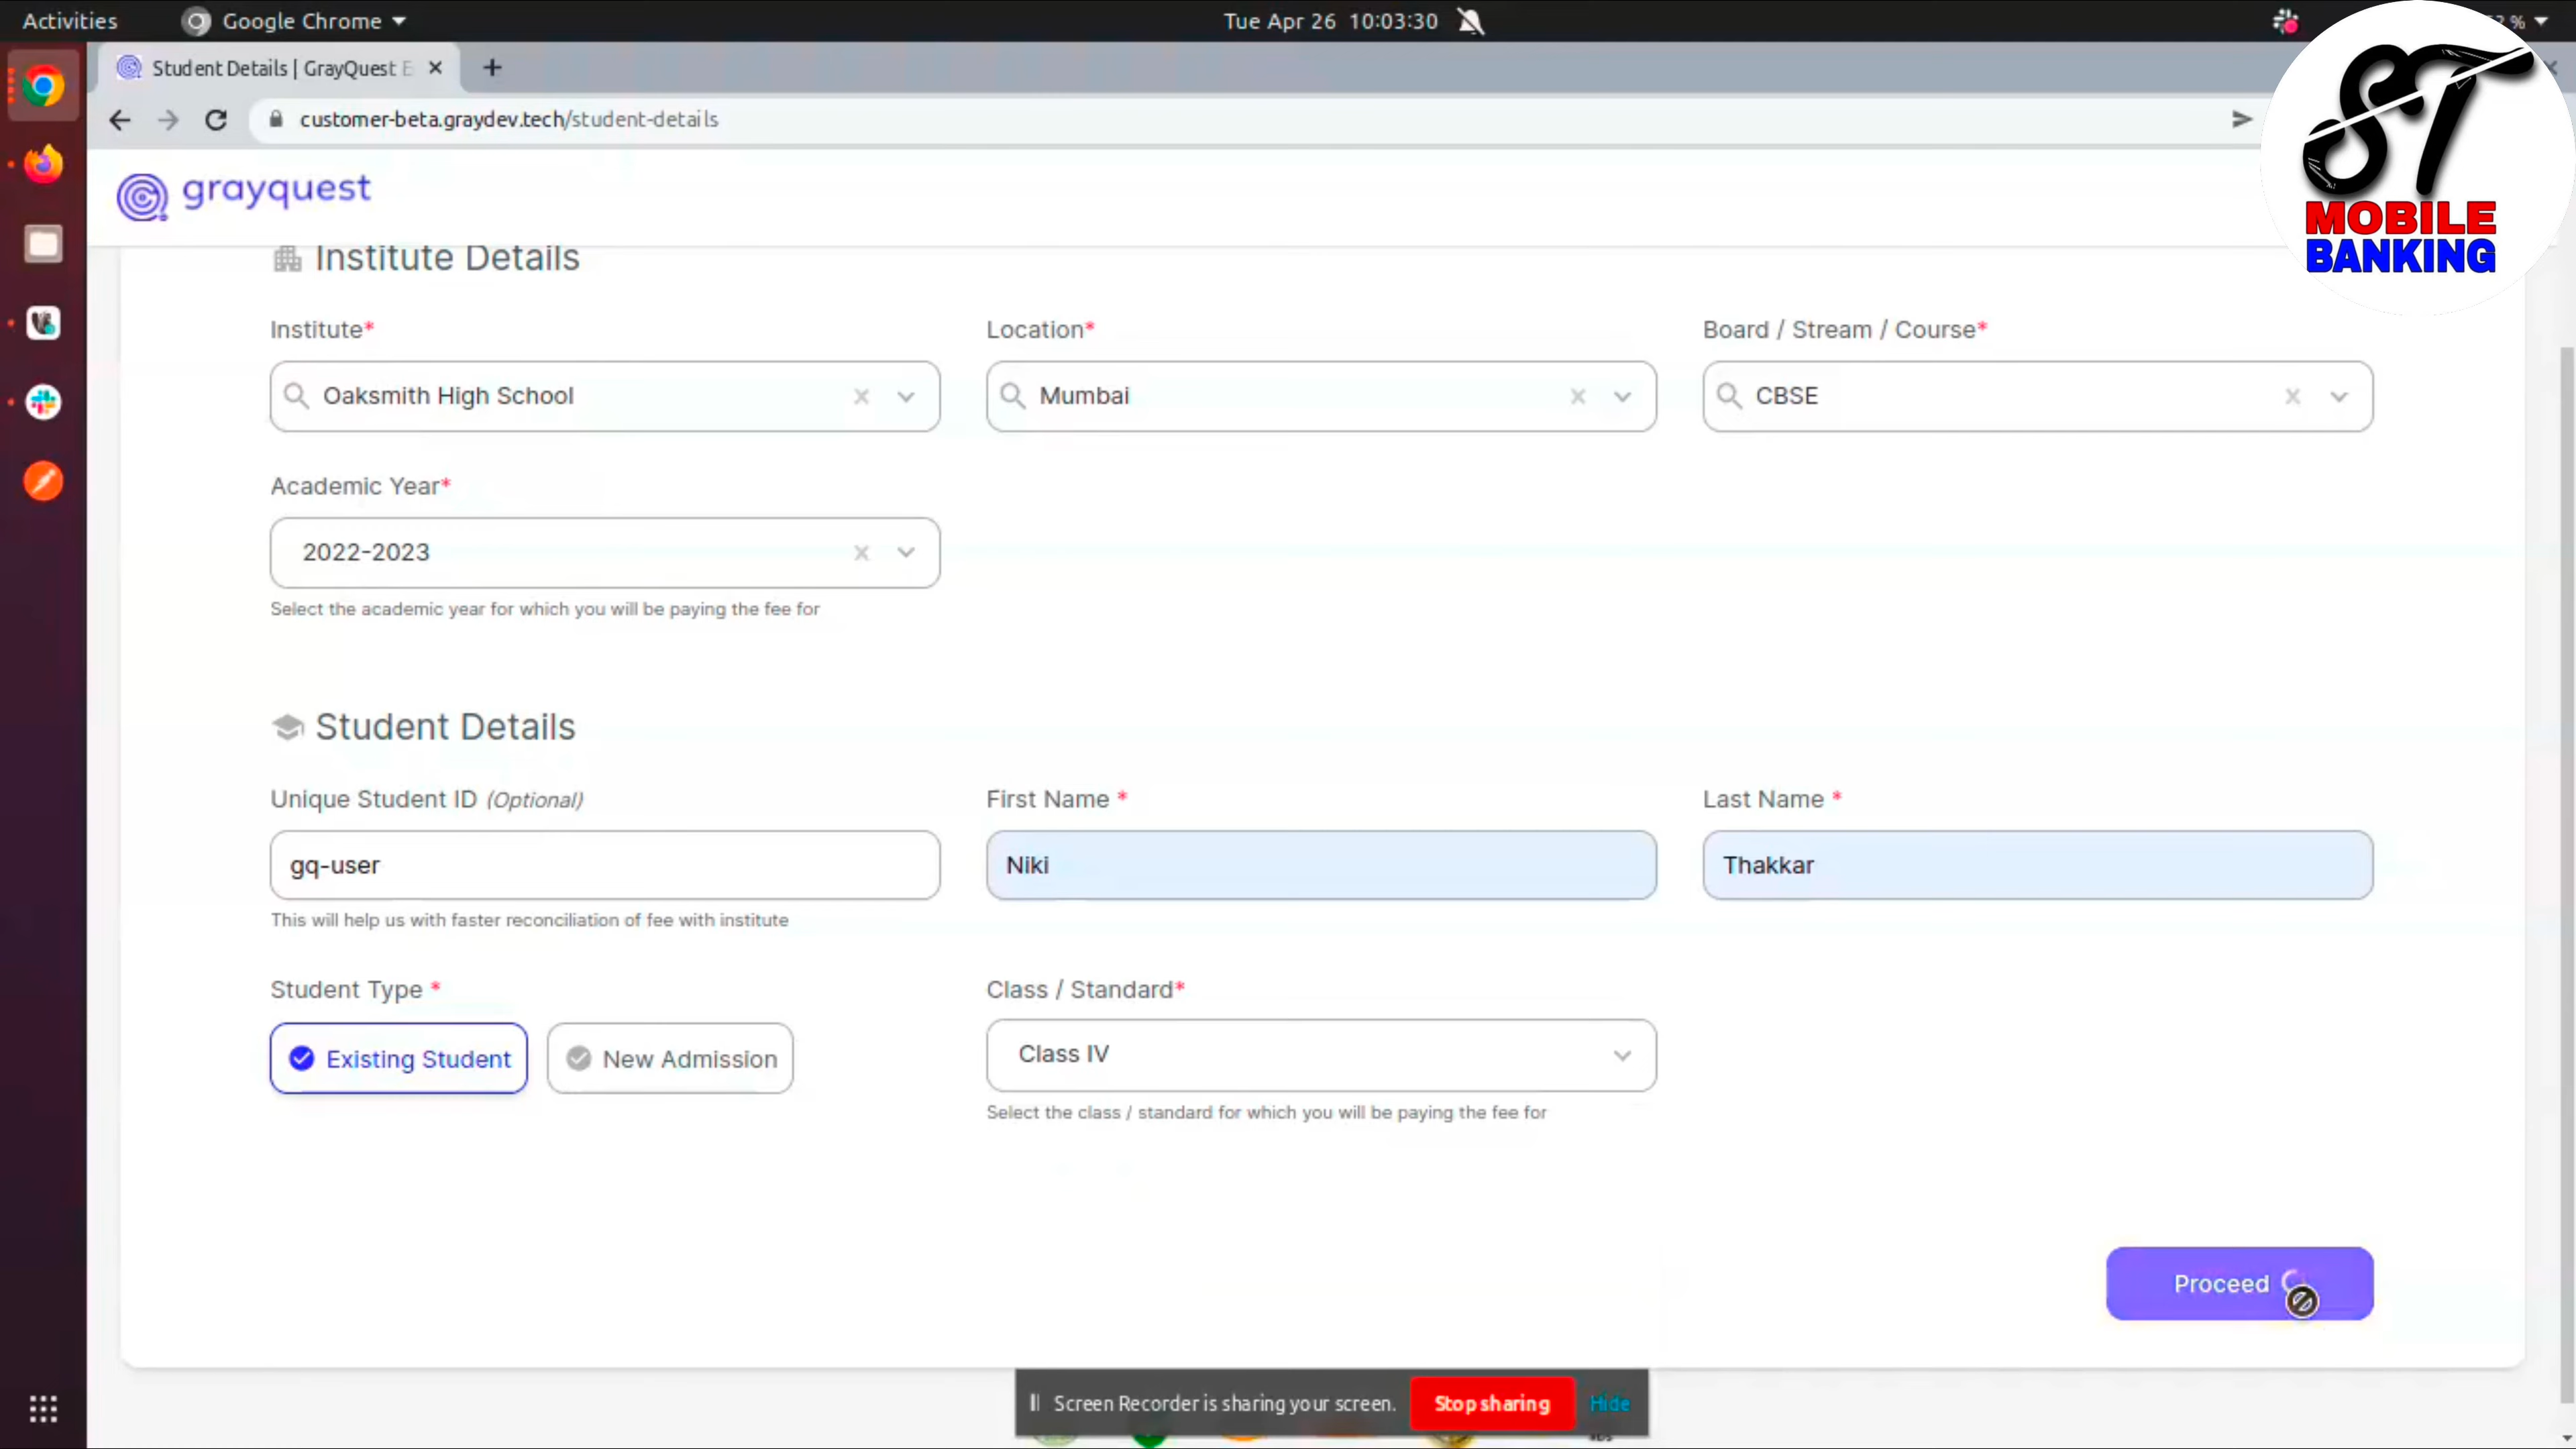 Activities Google Chrome Tue Apr 26 10:03:30 %
Student Details | GrayQuest E
customer-beta.graydev.tech/student-details
ST
MOBILE
BANKING
grayquest
Institute Details
Institute* Location* Board / Stream / Course*
Oaksmith High School Mumbai CBSE
Academic Year*
2022-2023
Select the academic year for which you will be paying the fee for
Student Details
Unique Student ID (Optional) First Name * Last Name *
gq-user Niki Thakkar
This will help us with faster reconciliation of fee with institute
Student Type * Class / Standard*
Existing Student New Admission Class IV
Select the class / standard for which you will be paying the fee for
Proceed
Screen Recorder is sharing your screen. Stop sharing Hide